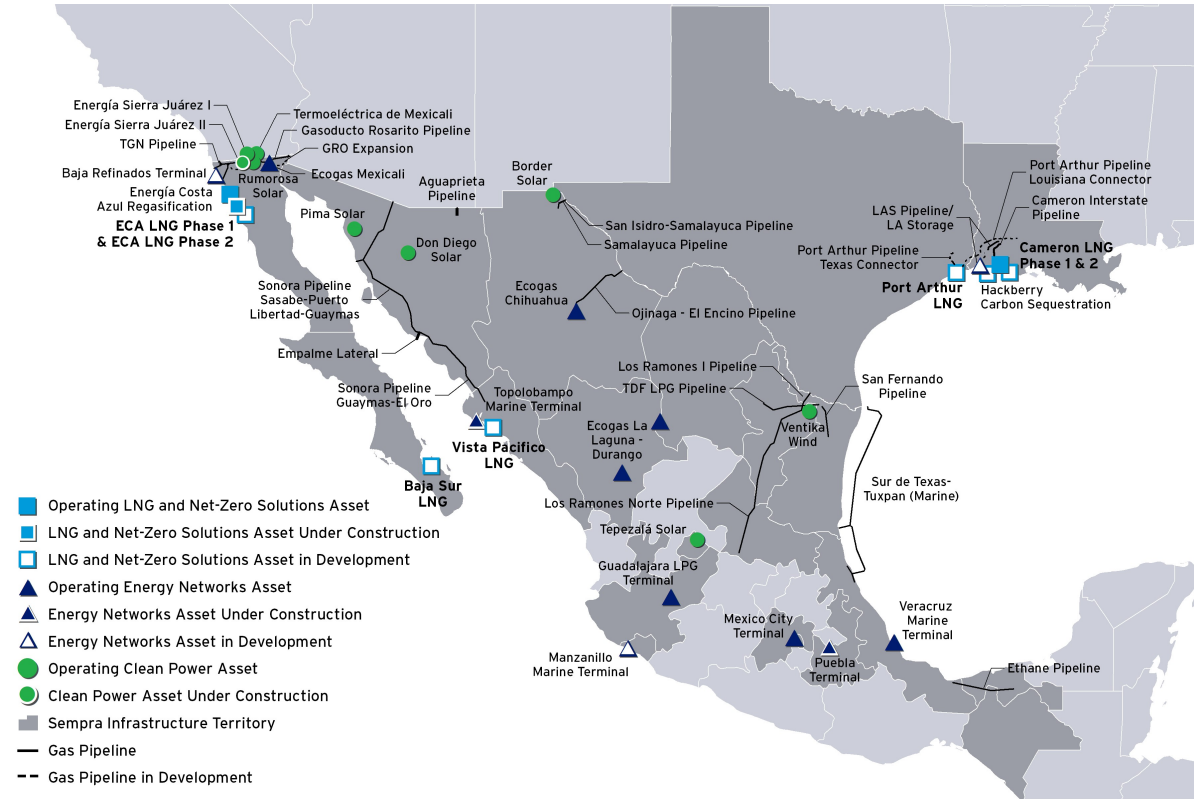 Energía Sierra Juárez I
Energía Sierra Juárez II
TGN Pipeline
Baja Refinados Terminal
Energía Costa
Azul Regasification
ECA LNG Phase 1
& ECA LNG Phase 2
Termoeléctrica de Mexicali
Gasoducto Rosarito Pipeline
GRO Expansion
Ecogas Mexicali
Rumorosa
Solar
Pima Solar
Aguaprieta
Pipeline
Don Diego
Solar
Border
Solar
San Isidro-Samalayuca Pipeline
Samalayuca Pipeline
Sonora Pipeline
Sasabe-Puerto
Libertad-Guaymas
Ecogas
Chihuahua
Ojinaga - El Encino Pipeline
Empalme Lateral
Sonora Pipeline
Guaymas-El Oro
Topolobampo
Marine Terminal
Vista Pacifico
LNG
Baja Sur
LNG
Port Arthur Pipeline
Louisiana Connector
Cameron Interstate
Pipeline
LAS Pipeline/
LA Storage
Port Arthur Pipeline
Texas Connector
Cameron LNG
Phase 1 & 2
Port Arthur
LNG
Hackberry
Carbon Sequestration
Los Ramones I Pipeline
TDF LPG Pipeline
San Fernando
Pipeline
Ventika
Wind
Ecogas La
Laguna -
Durango
Sur de Texas-
Tuxpan (Marine)
Los Ramones Norte Pipeline
Tepezalá Solar
Guadalajara LPG
Terminal
Mexico City
Terminal
Puebla
Terminal
Veracruz
Marine
Terminal
Manzanillo
Marine Terminal
Ethane Pipeline
Operating LNG and Net-Zero Solutions Asset
LNG and Net-Zero Solutions Asset Under Construction
LNG and Net-Zero Solutions Asset in Development
Operating Energy Networks Asset
Energy Networks Asset Under Construction
Energy Networks Asset in Development
Operating Clean Power Asset
Clean Power Asset Under Construction
Sempra Infrastructure Territory
Gas Pipeline
Gas Pipeline in Development